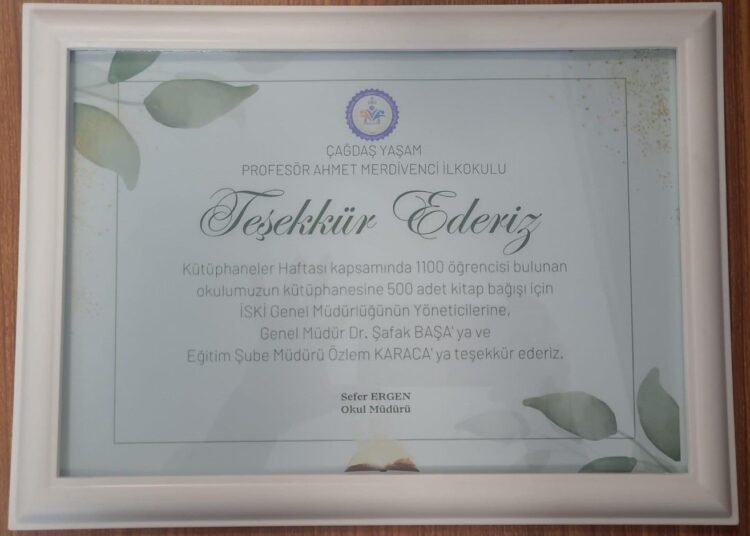 ÇAĞDAŞ YAŞAM
PROFESÖR AHMET MERDİVENCİ İLKOKULU
Teşekkür Ederiz
Kütüphaneler Haftası kapsamında 1100 öğrencisi bulunan
okulumuzun kütüphanesine 500 adet kitap bağışı için
İSKİ Genel Müdürlüğünün Yöneticilerine,
Genel Müdür Dr. Şafak BAŞA' ya ve
Eğitim Şube Müdürü Özlem KARACA' ya teşekkür ederiz.
Sefer ERGEN
Okul Müdürü